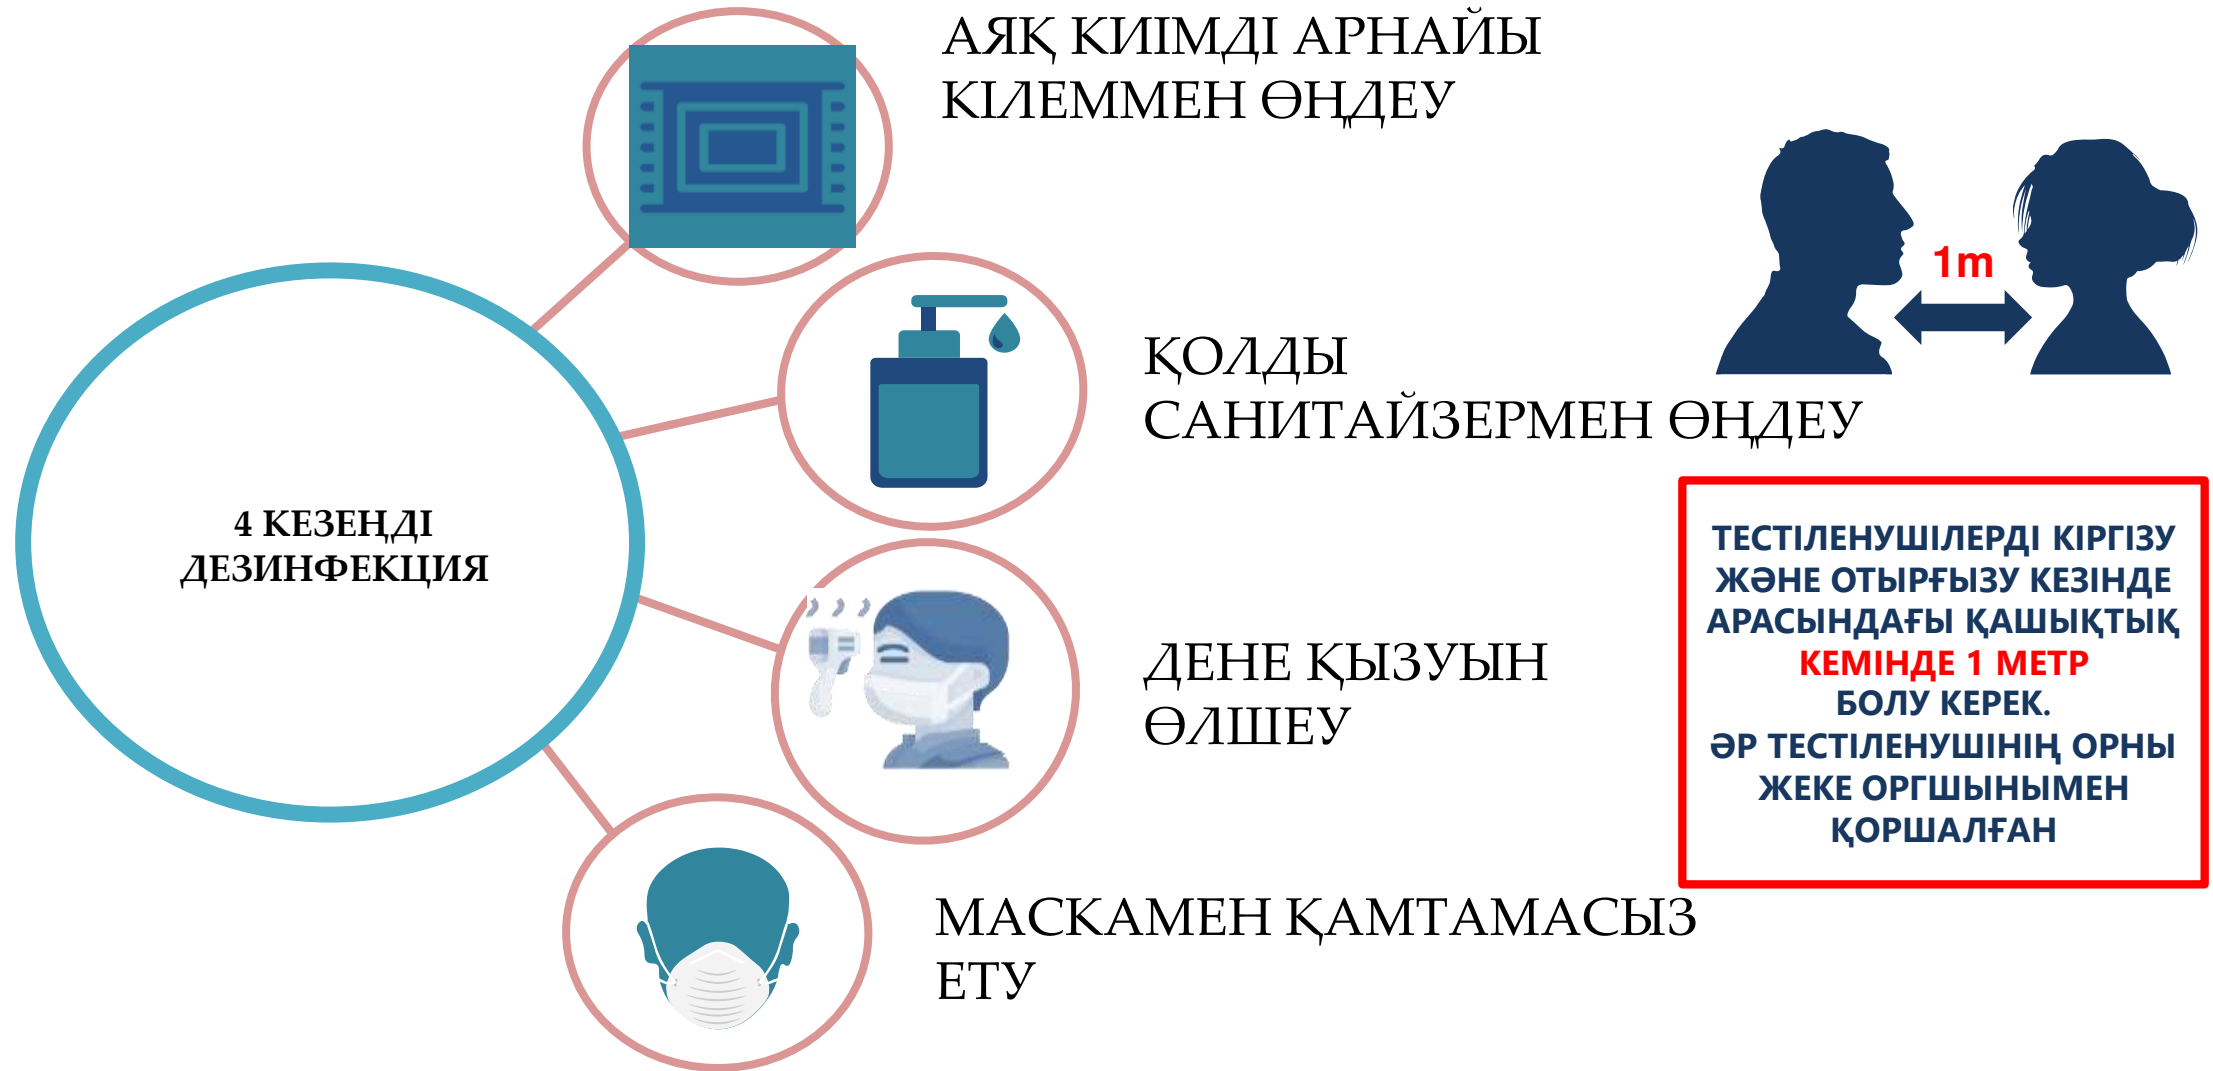 АЯҚ КИІМДІ АРНАЙЫ
КІЛЕММЕН ӨҢДЕУ
1m
ҚОЛДЫ
САНИТАЙЗЕРМЕН ӨҢДЕУ
4 КЕЗЕҢДІ
ДЕЗИНФЕКЦИЯ
ДЕНЕ ҚЫЗУЫН
ӨЛШЕУ
МАСКАМЕН ҚАМТАМАСЫЗ
ЕТУ
ТЕСТІЛЕНУШІЛЕРДІ КІРГІЗУ
ЖӘНЕ ОТЫРҒЫЗУ КЕЗІНДЕ
АРАСЫНДАҒЫ ҚАШЫҚТЫҚ
КЕМІНДЕ 1 МЕТР
БОЛУ КЕРЕК.
ӘР ТЕСТІЛЕНУШІНІҢ ОРНЫ
ЖЕКЕ ОРГШЫНЫМЕН
ҚОРШАЛҒАН